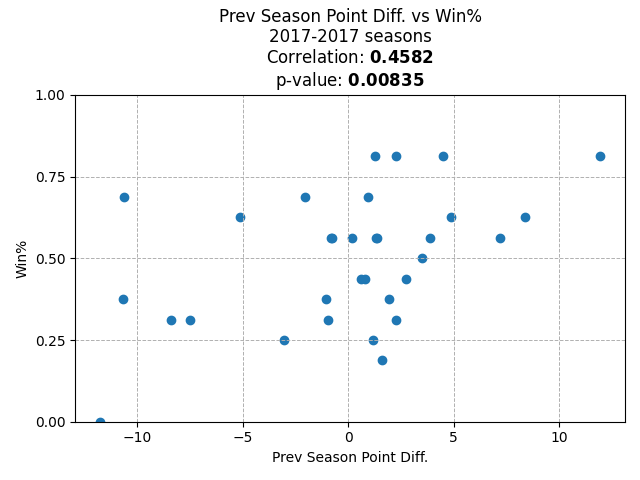 Prev Season Point Diff. vs Win%
2017-2017 seasons
Correlation: 0.4582
p-value: 0.00835
1.00
0.75
0.50
0.25
0.00
Win%
−10
−5
0
5
10
Prev Season Point Diff.